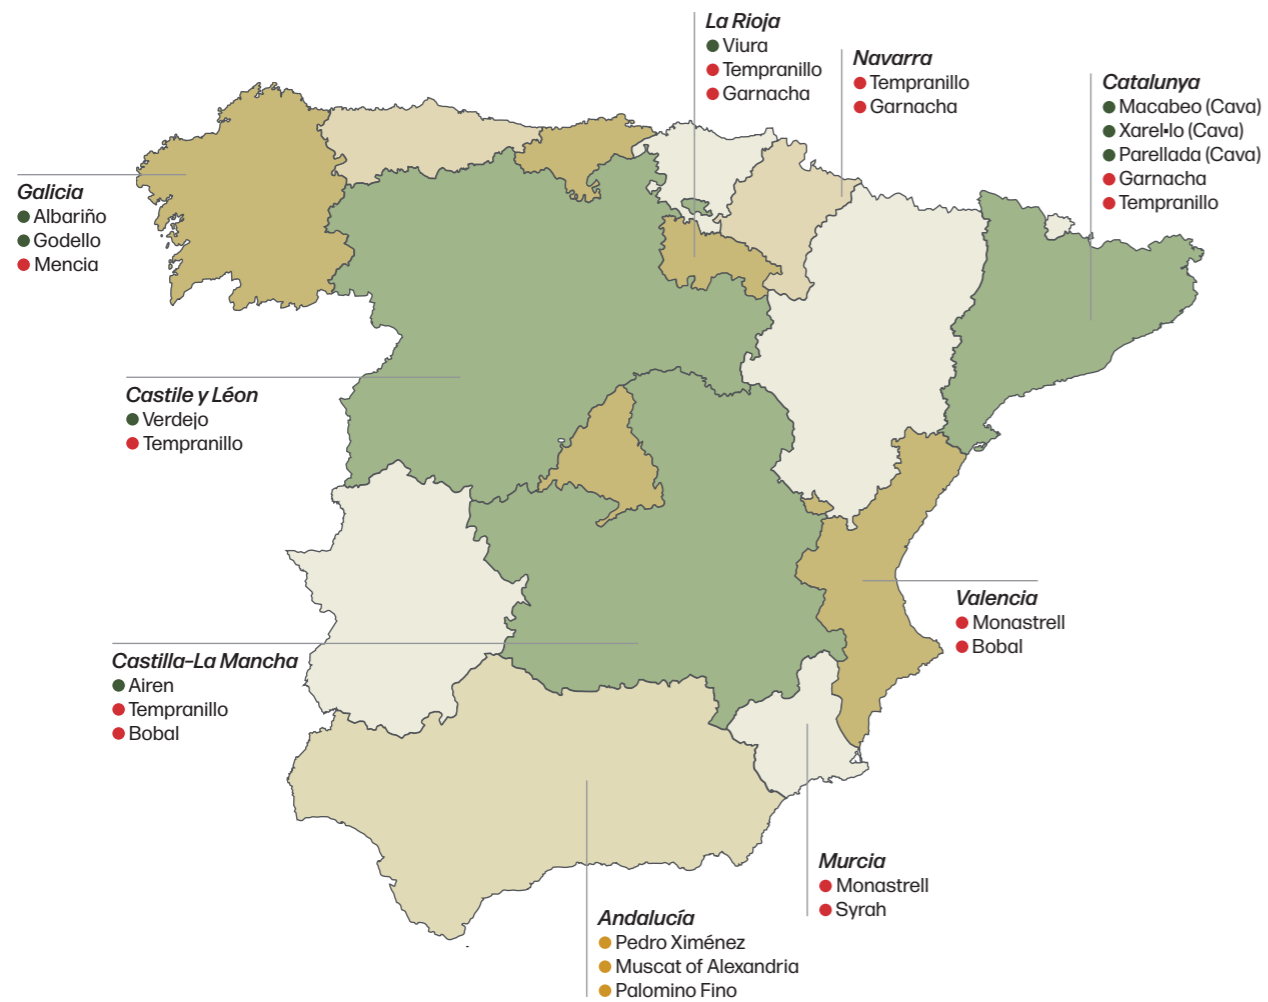 La Rioja
Viura
Tempranillo
Garnacha
Navarra
Tempranillo
Garnacha
Catalunya
Macabeo (Cava)
Xarel•lo (Cava)
Parellada (Cava)
Garnacha
Tempranillo
Galicia
Albariño
Godello
Mencia
Castile y Léon
Verdejo
Tempranillo
Valencia
Monastrell
Bobal
Castilla-La Mancha
Airen
Tempranillo
Bobal
Murcia
Monastrell
Syrah
Andalucía
Pedro Ximénez
Muscat of Alexandria
Palomino Fino